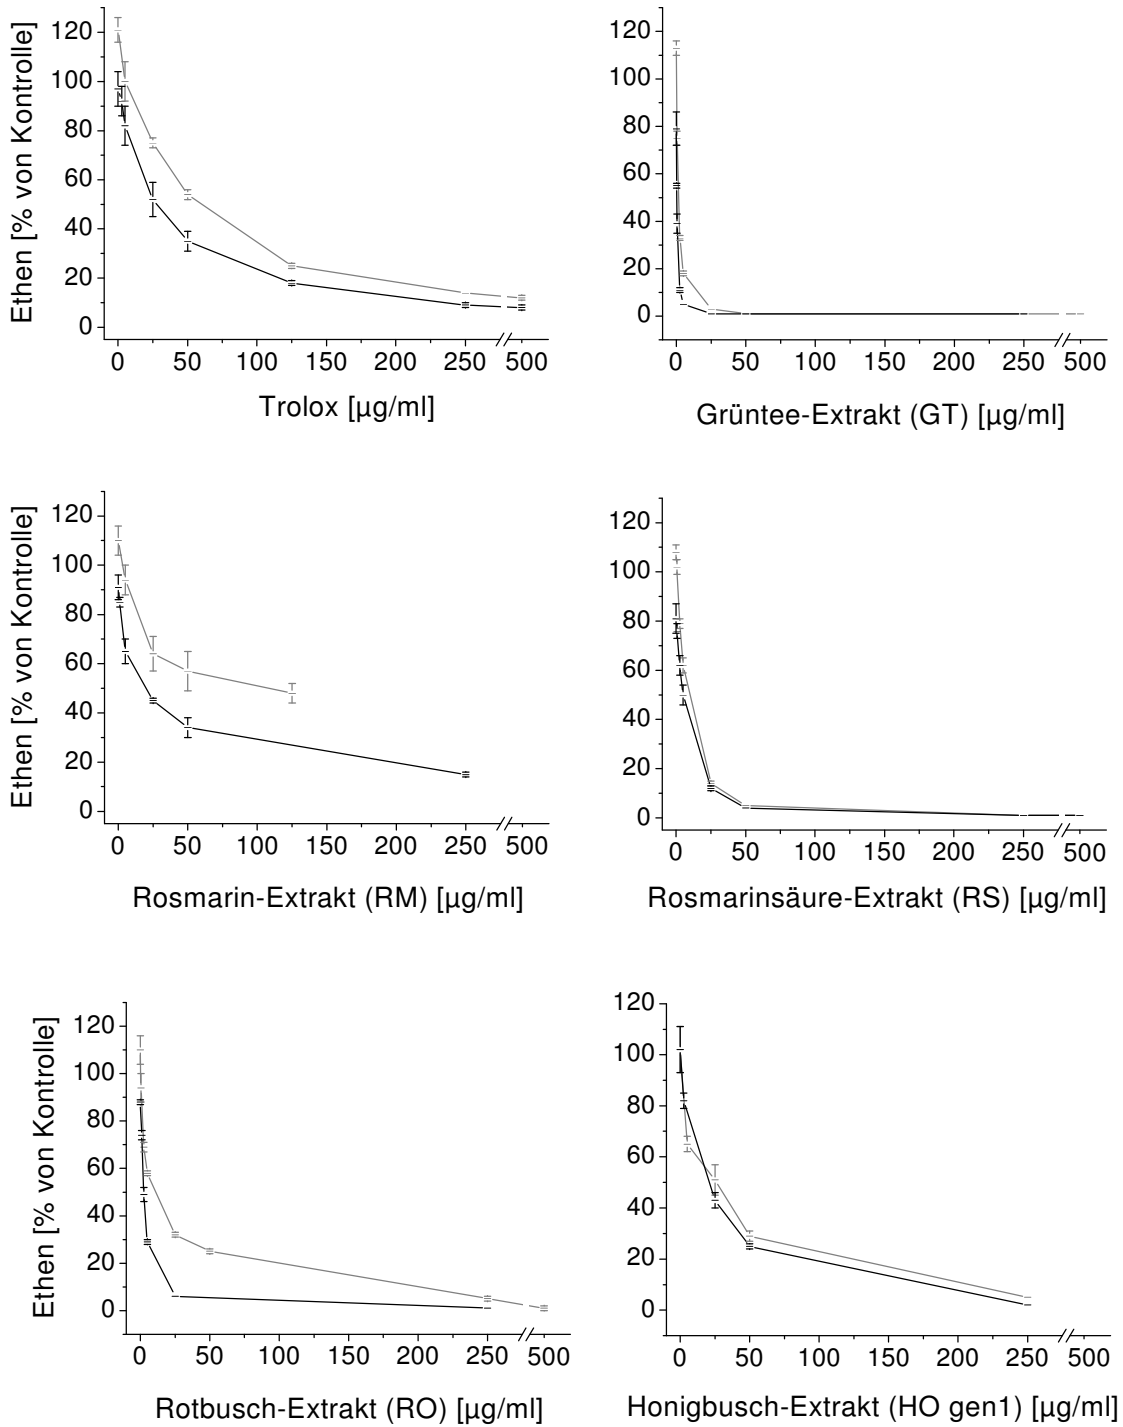 Ethen [% von Kontrolle]
120
100
80
60
40
20
0
0 50 100 150 200 250 500
Trolox [µg/ml]
120
100
80
60
40
20
0
0 50 100 150 200 250 500
Grüntee-Extrakt (GT) [µg/ml]
Ethen [% von Kontrolle]
120
100
80
60
40
20
0
0 50 100 150 200 250 500
Rosmarin-Extrakt (RM) [µg/ml]
120
100
80
60
40
20
0
0 50 100 150 200 250 500
Rosmarinsäure-Extrakt (RS) [µg/ml]
Ethen [% von Kontrolle]
120
100
80
60
40
20
0
0 50 100 150 200 250 500
Rotbusch-Extrakt (RO) [µg/ml]
120
100
80
60
40
20
0
0 50 100 150 200 250 500
Honigbusch-Extrakt (HO gen1) [µg/ml]